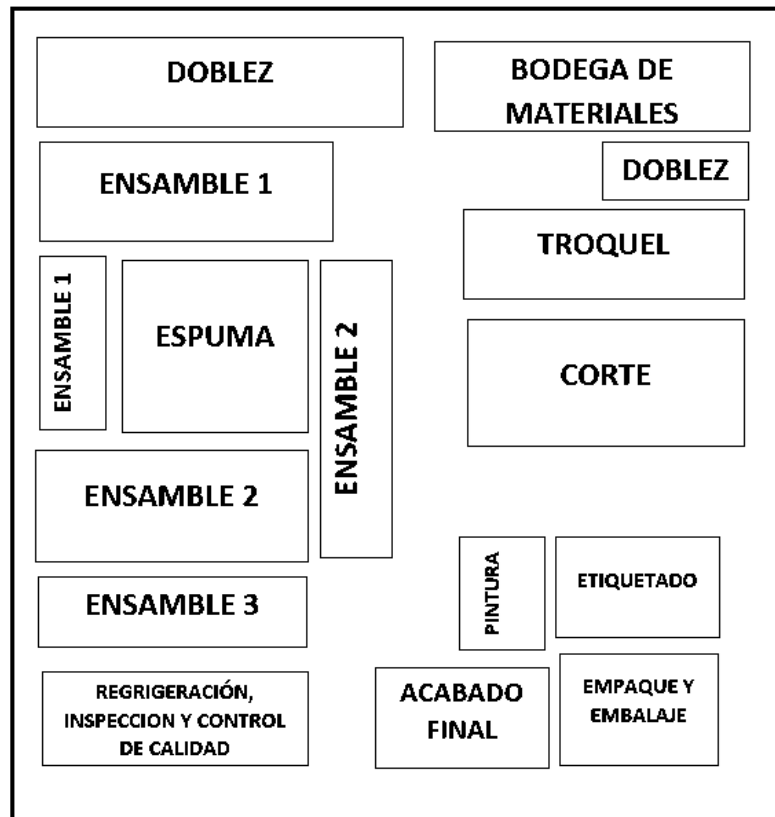 DOBLEZ
BODEGA DE
MATERIALES
ENSAMBLE 1
DOBLEZ
TROQUEL
ENSAMBLE 1
ESPUMA
ENSAMBLE 2
CORTE
ENSAMBLE 2
ENSAMBLE 3
PINTURA
ETIQUETADO
REGRIGERACIÓN,
INSPECCION Y CONTROL
DE CALIDAD
ACABADO
FINAL
EMPAQUE Y
EMBALAJE